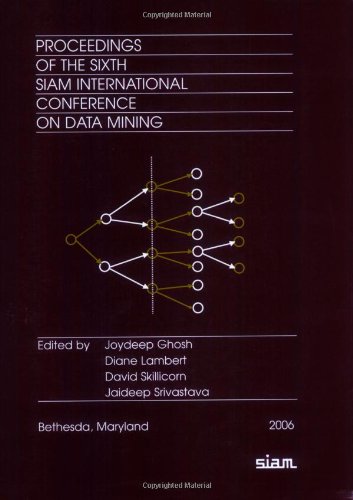 PROCEEDINGS
OF THE SIXTH
SIAM INTERNATIONAL
CONFERENCE
ON DATA MINING
Edited by Joydeep Ghosh
Diane Lambert
David Skillicorn
Jaideep Srivastava
Bethesda, Maryland 2006
siam